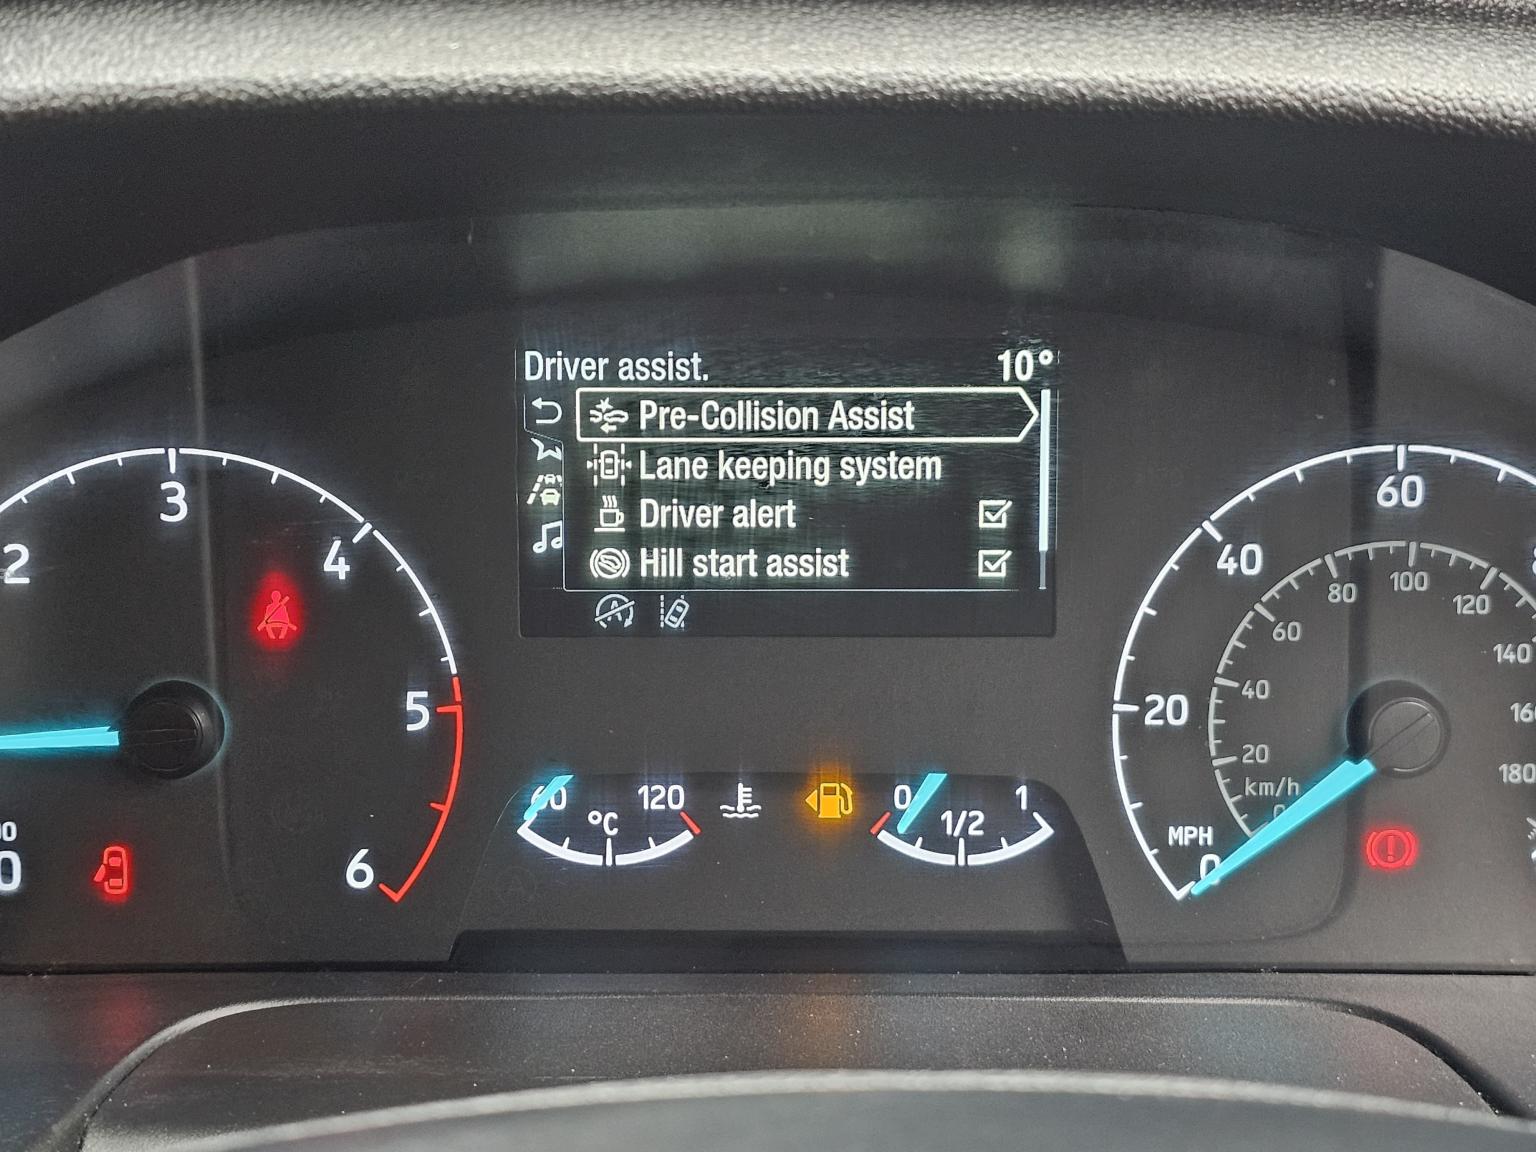 Driver assist. 10°
Pre-Collision Assist
Lane keeping system
Driver alert
Hill start assist
2
3
4
5
6
60
120
°C
0
1/2
1
MPH
0
20
40
60
km/h
0
20
40
60
80
100
120
140
180